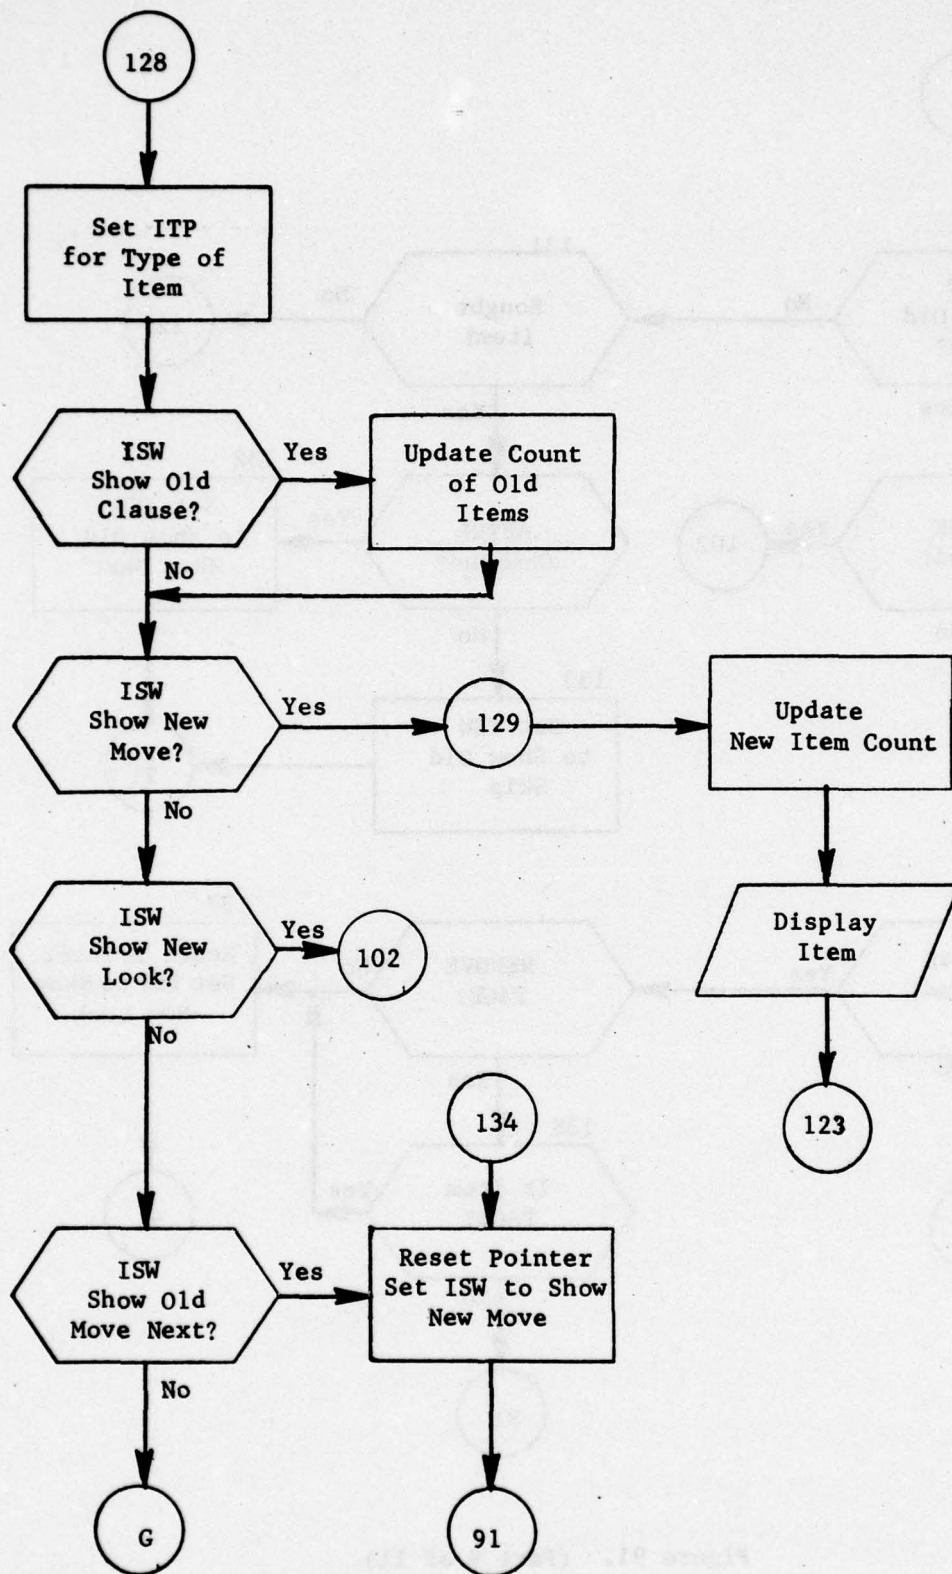 128
Set ITP
for Type of
Item
ISW
Show Old
Clause?
Yes
Update Count
of Old
Items
No
ISW
Show New
Move?
Yes
129
Update
New Item Count
No
ISW
Show New
Look?
Yes
102
Display
Item
No
134
123
ISW
Show Old
Move Next?
Yes
Reset Pointer
Set ISW to Show
New Move
No
G
91